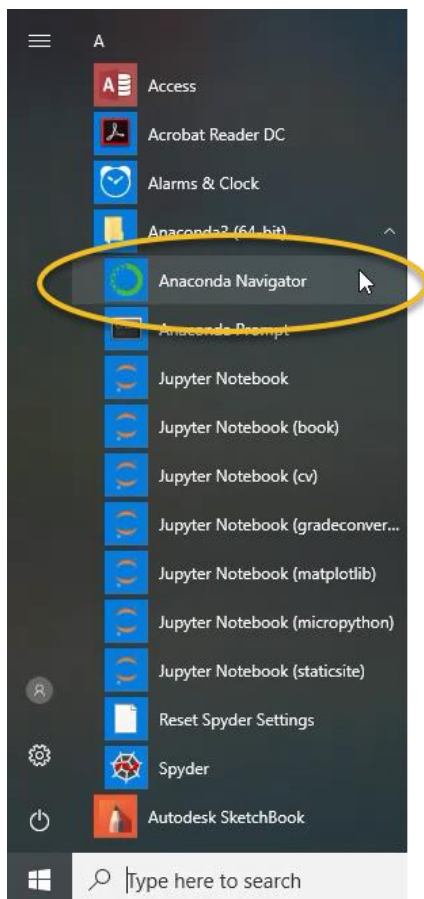 A
Access
Acrobat Reader DC
Alarms & Clock
Anaconda3 (64-bit)
Anaconda Navigator
Anaconda Prompt
Jupyter Notebook
Jupyter Notebook (book)
Jupyter Notebook (cv)
Jupyter Notebook (gradeconver...
Jupyter Notebook (matplotlib)
Jupyter Notebook (micropython)
Jupyter Notebook (staticsite)
Reset Spyder Settings
Spyder
Autodesk SketchBook
Type here to search